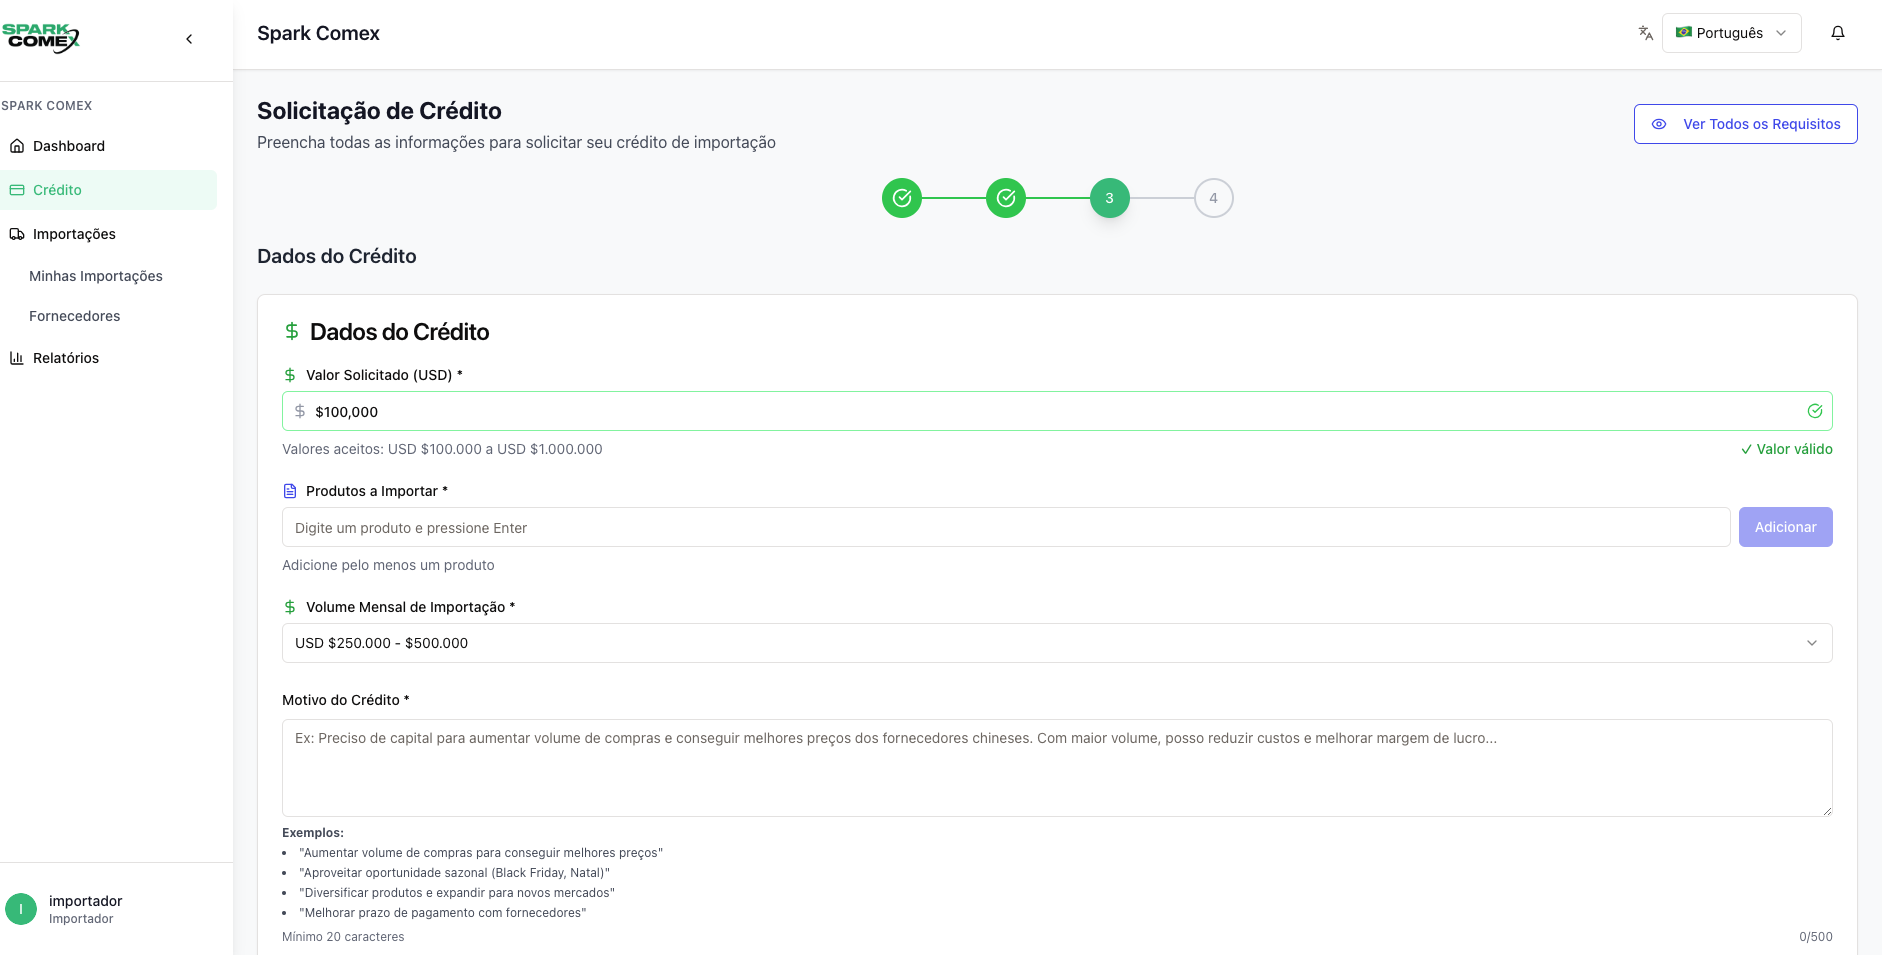 SPARK
COMEX
SPARK COMEX
Dashboard
Crédito
Importações
Minhas Importações
Fornecedores
Relatórios
I
importador
Importador
Spark Comex
Português
Solicitação de Crédito
Preencha todas as informações para solicitar seu crédito de importação
Ver Todos os Requisitos
3
4
Dados do Crédito
Dados do Crédito
Valor Solicitado (USD) *
$ $100,000
Valores aceitos: USD $100.000 a USD $1.000.000
✓ Valor válido
Produtos a Importar *
Digite um produto e pressione Enter
Adicionar
Adicione pelo menos um produto
Volume Mensal de Importação *
USD $250.000 - $500.000
Motivo do Crédito *
Ex: Preciso de capital para aumentar volume de compras e conseguir melhores preços dos fornecedores chineses. Com maior volume, posso reduzir custos e melhorar margem de lucro...
Exemplos:
• "Aumentar volume de compras para conseguir melhores preços"
• "Aproveitar oportunidade sazonal (Black Friday, Natal)"
• "Diversificar produtos e expandir para novos mercados"
• "Melhorar prazo de pagamento com fornecedores"
Mínimo 20 caracteres
0/500